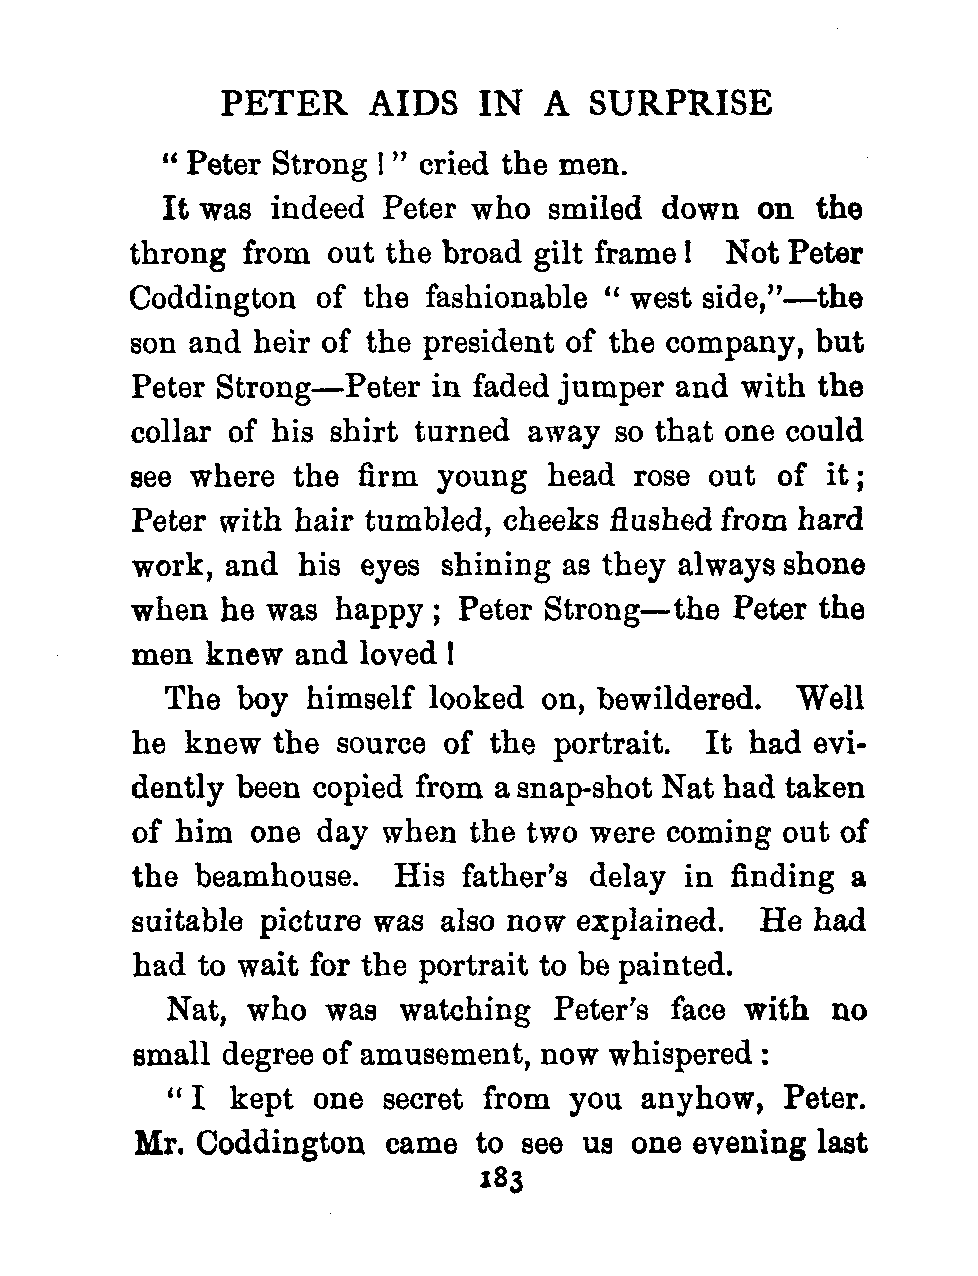 PETER AIDS IN A SURPRISE
“ Peter Strong ! ” cried the men.
It was indeed Peter who smiled down on the
throng from out the broad gilt frame ! Not Peter
Coddington of the fashionable “ west side,”—the
son and heir of the president of the company, but
Peter Strong—Peter in faded jumper and with the
collar of his shirt turned away so that one could
see where the firm young head rose out of it ;
Peter with hair tumbled, cheeks flushed from hard
work, and his eyes shining as they always shone
when he was happy ; Peter Strong—the Peter the
men knew and loved !
The boy himself looked on, bewildered. Well
he knew the source of the portrait. It had evi-
dently been copied from a snap-shot Nat had taken
of him one day when the two were coming out of
the beamhouse. His father’s delay in finding a
suitable picture was also now explained. He had
had to wait for the portrait to be painted.
Nat, who was watching Peter’s face with no
small degree of amusement, now whispered :
“ I kept one secret from you anyhow, Peter.
Mr. Coddington came to see us one evening last
183